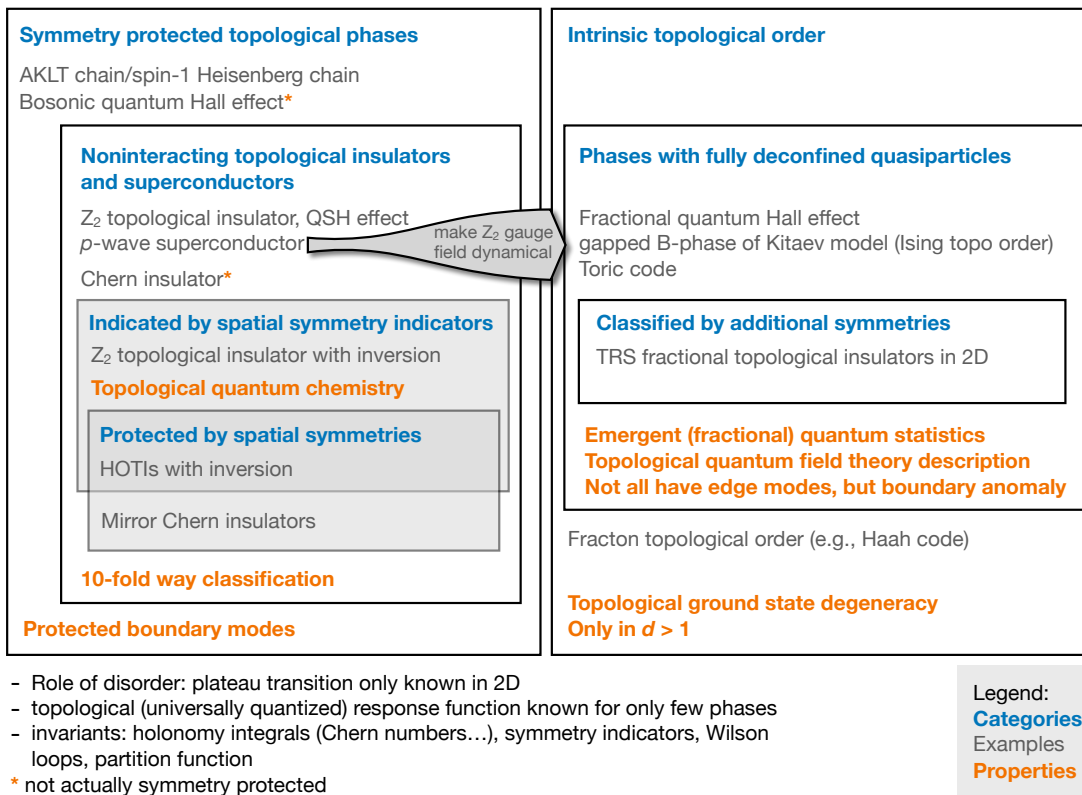 Symmetry protected topological phases
AKLT chain/spin-1 Heisenberg chain
Bosonic quantum Hall effect*
Noninteracting topological insulators
and superconductors
Z₂ topological insulator, QSH effect
p-wave superconductor
make Z₂ gauge
field dynamical
Chern insulator*
Indicated by spatial symmetry indicators
Z₂ topological insulator with inversion
Topological quantum chemistry
Protected by spatial symmetries
HOTIs with inversion
Mirror Chern insulators
10-fold way classification
Protected boundary modes
Intrinsic topological order
Phases with fully deconfined quasiparticles
Fractional quantum Hall effect
gapped B-phase of Kitaev model (Ising topo order)
Toric code
Classified by additional symmetries
TRS fractional topological insulators in 2D
Emergent (fractional) quantum statistics
Topological quantum field theory description
Not all have edge modes, but boundary anomaly
Fracton topological order (e.g., Haah code)
Topological ground state degeneracy
Only in d > 1
- Role of disorder: plateau transition only known in 2D
- topological (universally quantized) response function known for only few phases
- invariants: holonomy integrals (Chern numbers…), symmetry indicators, Wilson
loops, partition function
* not actually symmetry protected
Legend:
Categories
Examples
Properties